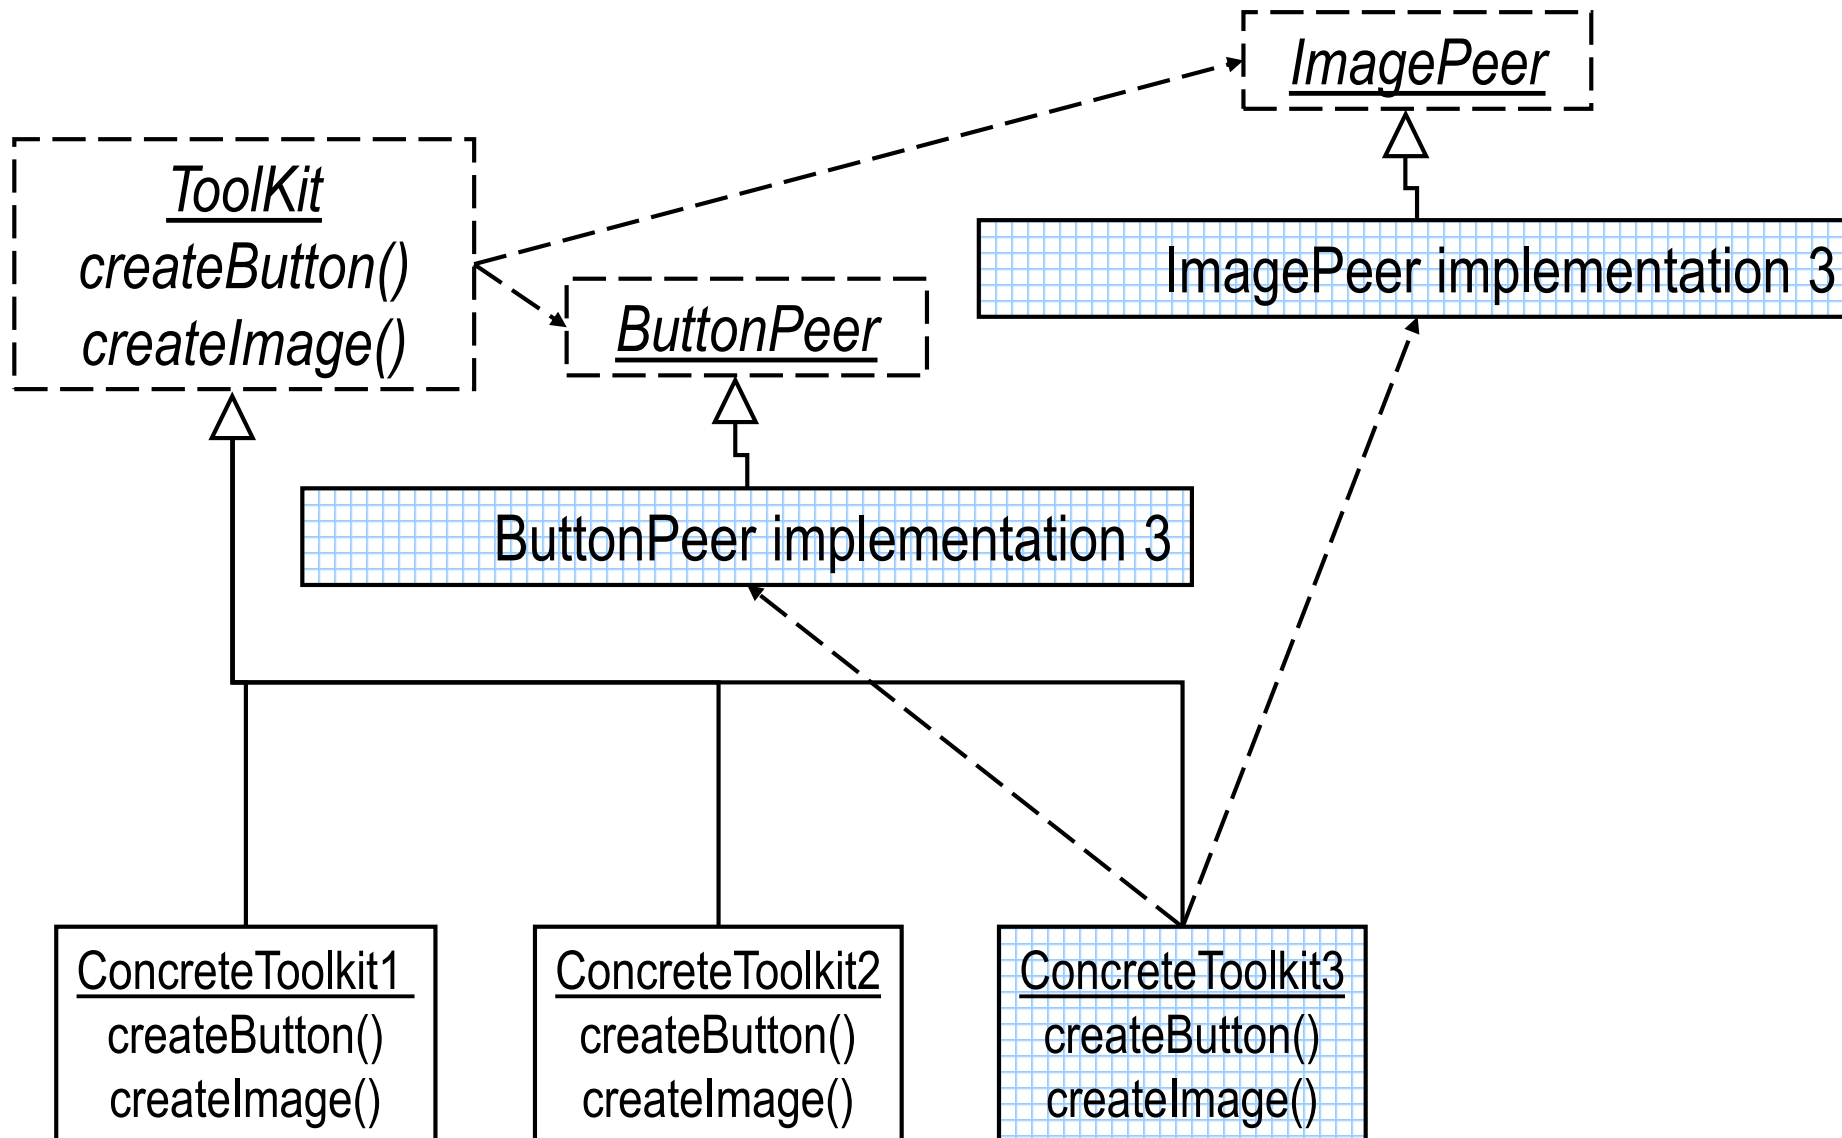 ImagePeer
ToolKit
createButton()
createImage()
ImagePeer implementation 3
ButtonPeer
ButtonPeer implementation 3
ConcreteToolkit1
createButton()
createImage()
ConcreteToolkit2
createButton()
createImage()
ConcreteToolkit3
createButton()
createImage()